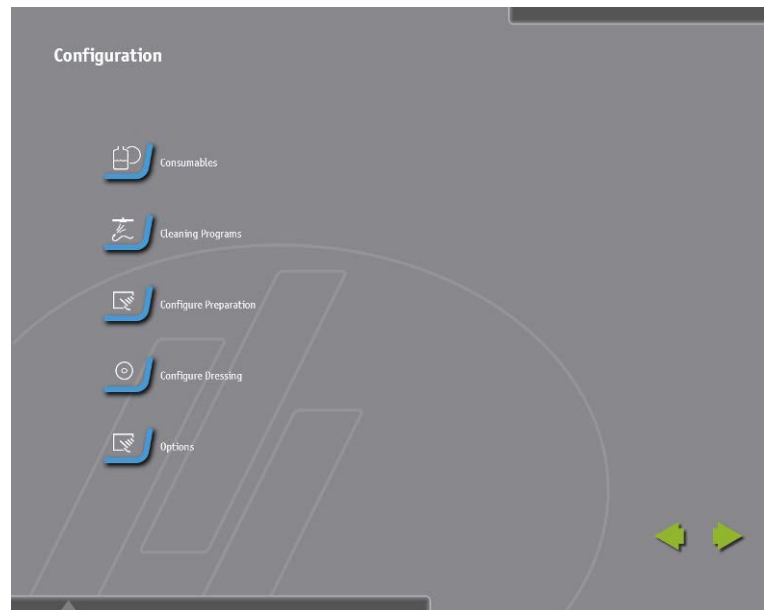 Configuration
Consumables
Cleaning Programs
Configure Preparation
Configure Dressing
Options